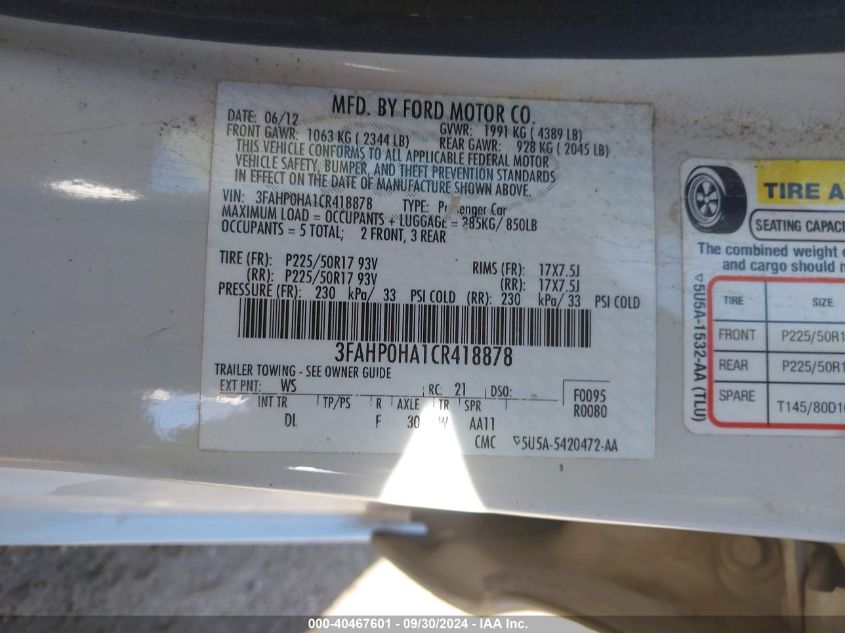 MFD. BY FORD MOTOR CO.
DATE: 06/12 GVWR: 1991 KG ( 4389 LB)
FRONT GAWR: 1063 KG ( 2344 LB) REAR GAWR: 928 KG ( 2045 LB)
THIS VEHICLE CONFORMS TO ALL APPLICABLE FEDERAL MOTOR
VEHICLE SAFETY, BUMPER, AND THEFT PREVENTION STANDARDS
IN EFFECT ON THE DATE OF MANUFACTURE SHOWN ABOVE.
VIN: 3FAHP0HA1CR418878 TYPE: Passenger Car
MAXIMUM LOAD = OCCUPANTS + LUGGAGE = 385KG/ 850LB
OCCUPANTS = 5 TOTAL; 2 FRONT, 3 REAR
TIRE (FR): P225/50R17 93V RIMS (FR): 17X7.5J
(RR): P225/50R17 93V (RR): 17X7.5J
PRESSURE (FR): 230 kPa/ 33 PSI COLD (RR): 230 kPa/ 33 PSI COLD
3FAHP0HA1CR418878
TRAILER TOWING - SEE OWNER GUIDE
EXT PNT: WS RC: 21 DSO: F0095
INT TR TP/PS R AXLE TR SPR R0080
DL F 30 W AA11
CMC 5U5A-5420472-AA
TIRE A
SEATING CAPAC
The combined weight
and cargo should
TIRE SIZE
FRONT P225/50R1
REAR P225/50R1
SPARE T145/80D1
5U5A-1532-AA (TLU)
000-40467601 - 09/30/2024 - IAAI Inc.